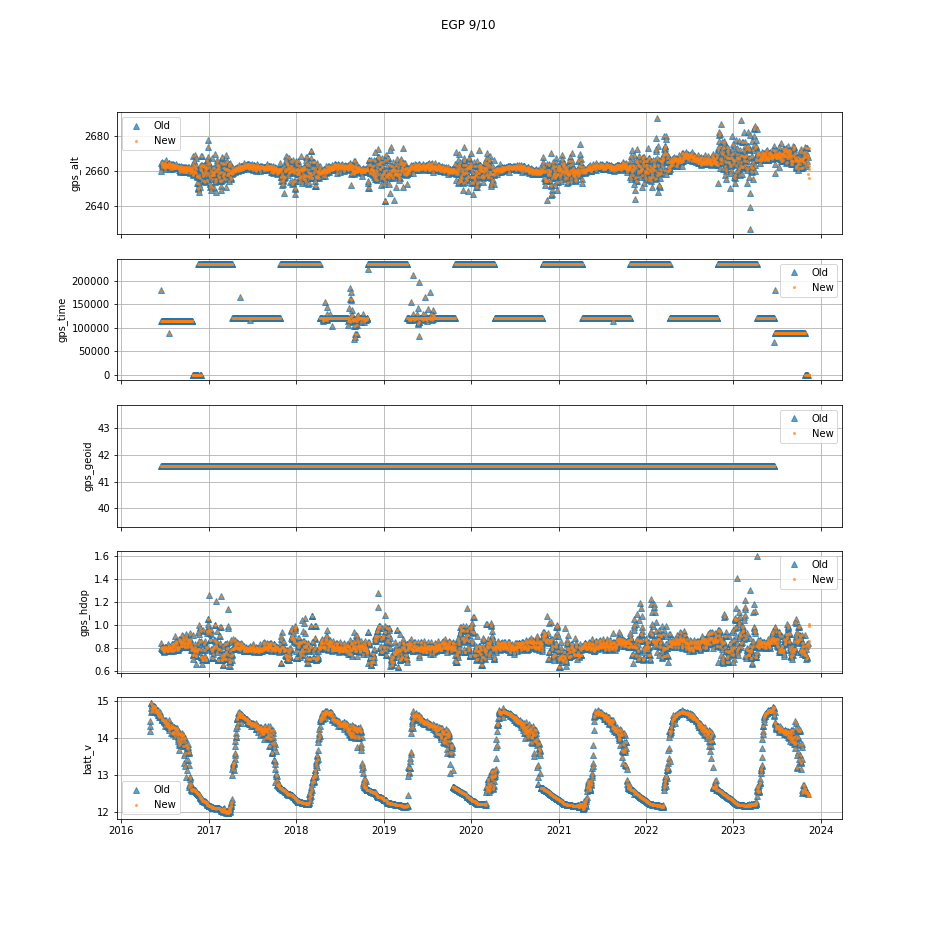 EGP 9/10
gps_alt
2680
2660
2640
Old
New
gps_time
200000
150000
100000
50000
0
Old
New
gps_geoid
43
42
41
40
Old
New
gps_hdop
1.6
1.4
1.2
1.0
0.8
0.6
Old
New
batt_v
15
14
13
12
Old
New
2016 2017 2018 2019 2020 2021 2022 2023 2024